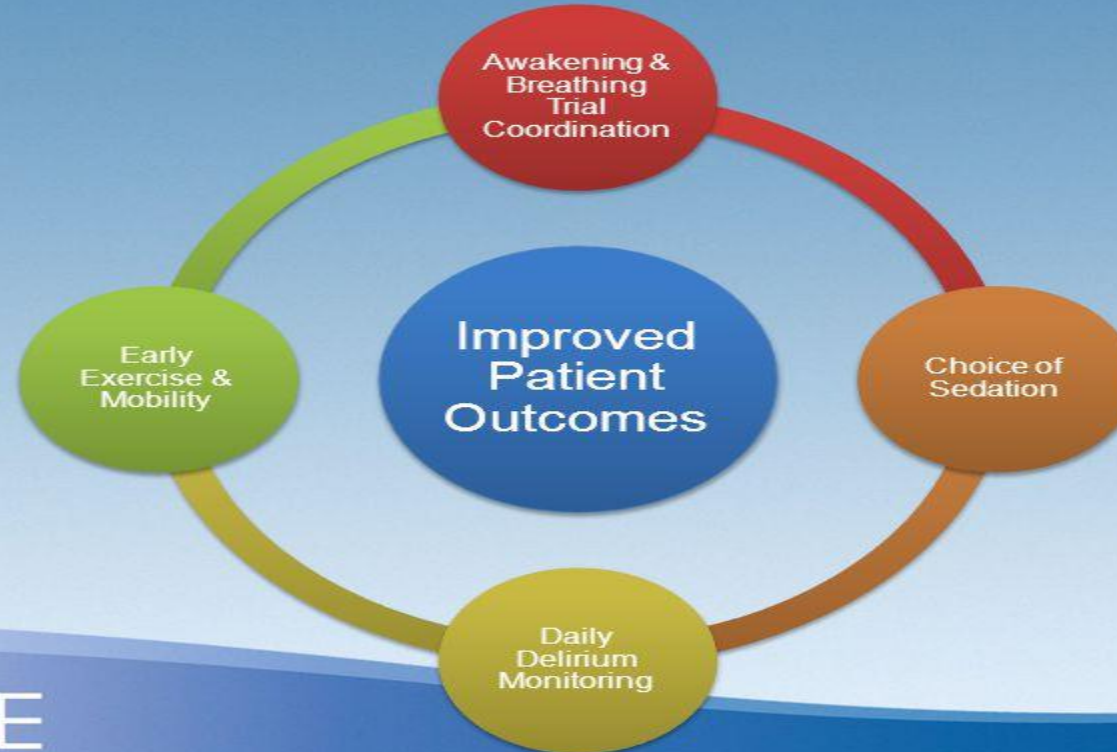 Awakening &
Breathing
Trial
Coordination
Early
Exercise &
Mobility
Improved
Patient
Outcomes
Choice of
Sedation
Daily
Delirium
Monitoring
E